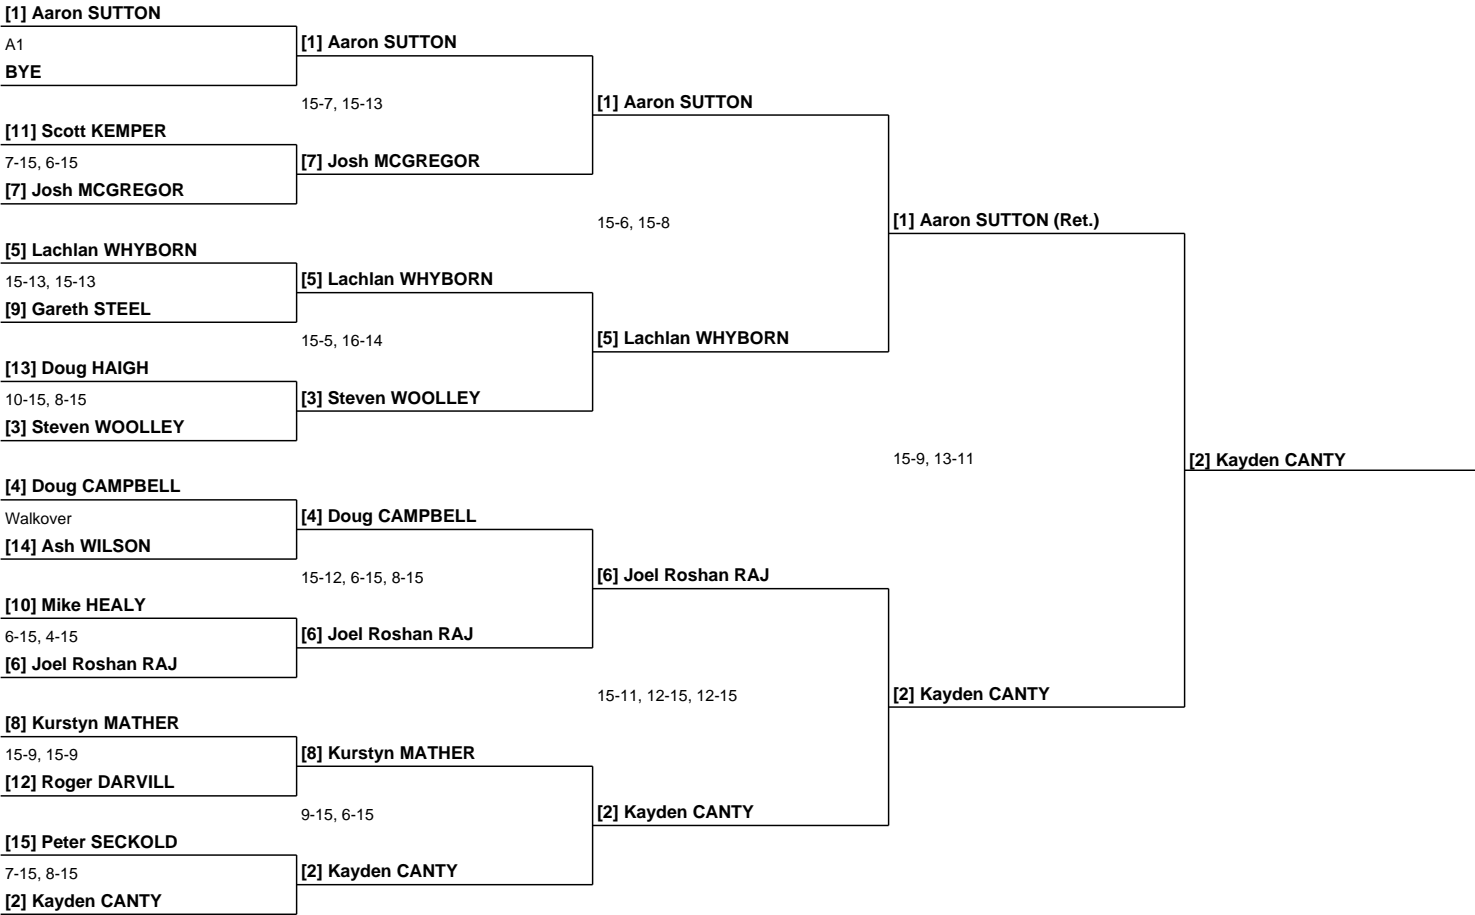 [1] Aaron SUTTON
A1
BYE
[11] Scott KEMPER
7-15, 6-15
[7] Josh MCGREGOR
[5] Lachlan WHYBORN
15-13, 15-13
[9] Gareth STEEL
[13] Doug HAIGH
10-15, 8-15
[3] Steven WOOLLEY
[4] Doug CAMPBELL
Walkover
[14] Ash WILSON
[10] Mike HEALY
6-15, 4-15
[6] Joel Roshan RAJ
[8] Kurstyn MATHER
15-9, 15-9
[12] Roger DARVILL
[15] Peter SECKOLD
7-15, 8-15
[2] Kayden CANTY
[1] Aaron SUTTON
15-7, 15-13
[7] Josh MCGREGOR
[5] Lachlan WHYBORN
15-5, 16-14
[3] Steven WOOLLEY
[4] Doug CAMPBELL
15-12, 6-15, 8-15
[6] Joel Roshan RAJ
[8] Kurstyn MATHER
9-15, 6-15
[2] Kayden CANTY
[1] Aaron SUTTON
15-6, 15-8
[5] Lachlan WHYBORN
[6] Joel Roshan RAJ
15-11, 12-15, 12-15
[2] Kayden CANTY
[1] Aaron SUTTON (Ret.)
15-9, 13-11
[2] Kayden CANTY
[2] Kayden CANTY